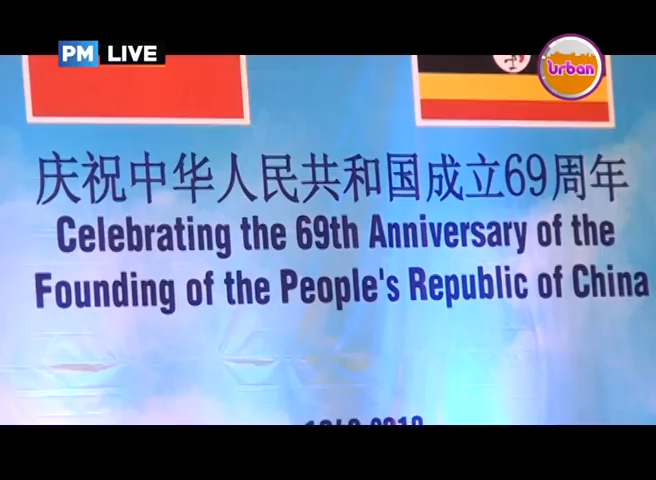 PM LIVE
urban
庆祝中华人民共和国成立69周年
Celebrating the 69th Anniversary of the
Founding of the People's Republic of China